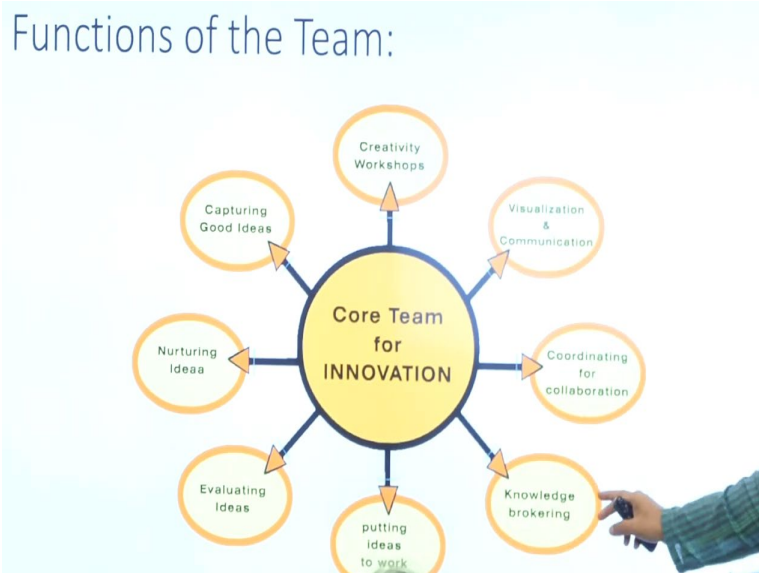 Functions of the Team:
Creativity
Workshops
Capturing
Good Ideas
Visualization
&
Communication
Core Team
for
INNOVATION
Nurturing
Ideaa
Coordinating
for
collaboration
Evaluating
Ideas
Knowledge
brokering
putting
ideas
to work